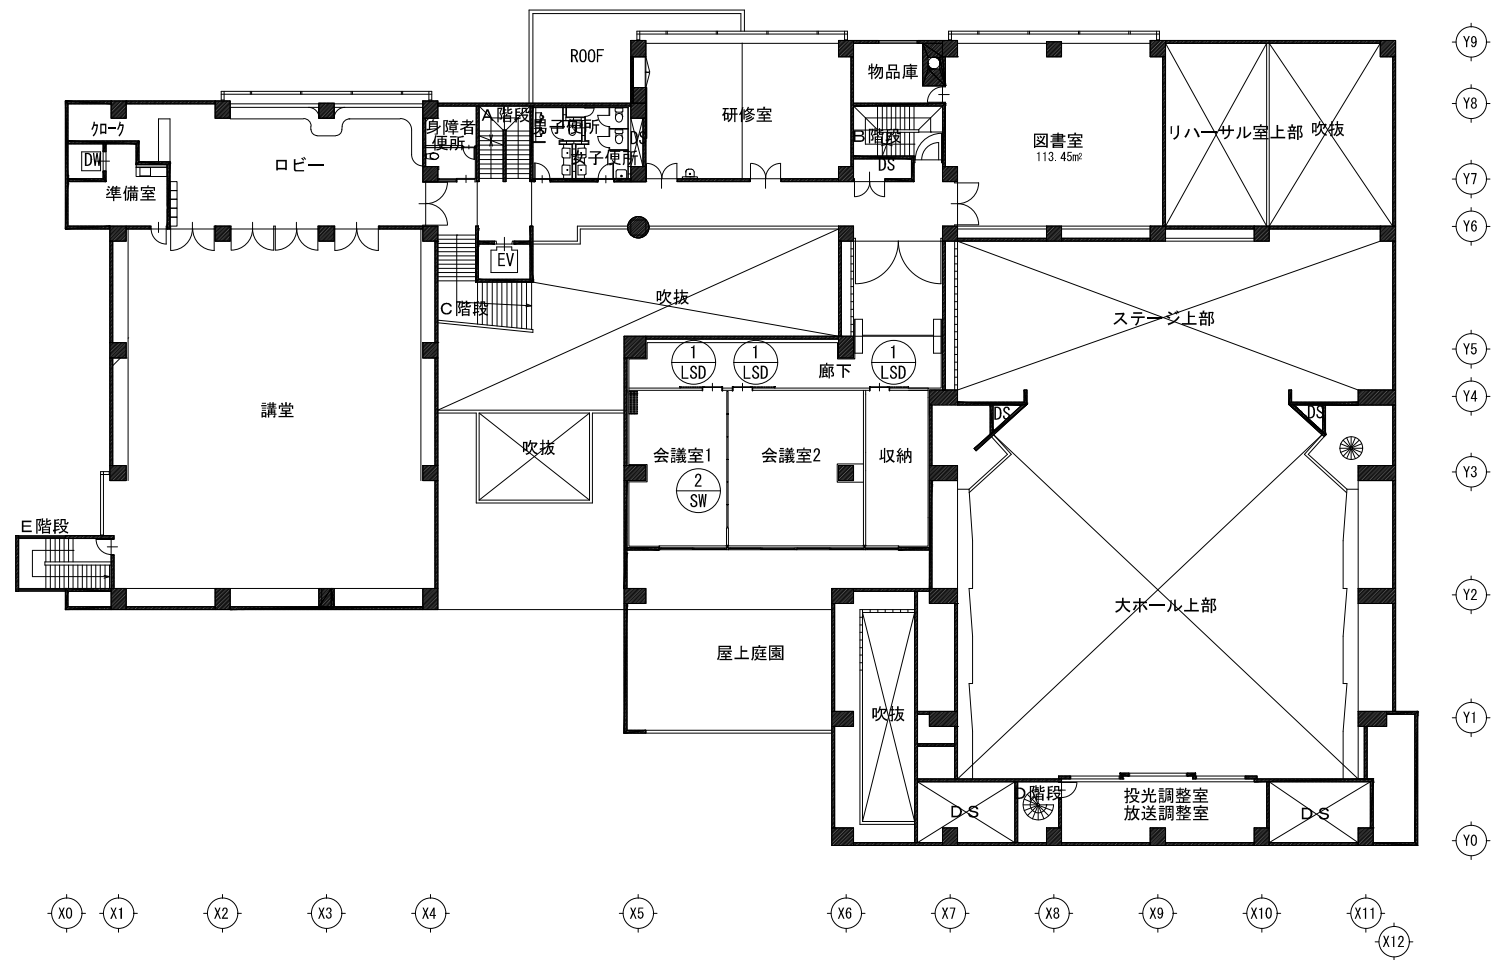 ROOF
Y9
物品庫
Y8
クローク
身障者
便所
A階段
男子便所
女子便所
DS
研修室
B階段
DS
図書室
113.45㎡
リハーサル室上部
吹抜
DW
準備室
ロビー
Y7
Y6
EV
C階段
吹抜
ステージ上部
1
LSD
1
LSD
廊下
1
LSD
Y5
Y4
講堂
DS
DS
吹抜
会議室1
会議室2
収納
2
SW
Y3
E階段
Y2
大ホール上部
屋上庭園
吹抜
Y1
DS
D階段
投光調整室
放送調整室
DS
Y0
X0
X1
X2
X3
X4
X5
X6
X7
X8
X9
X10
X11
X12